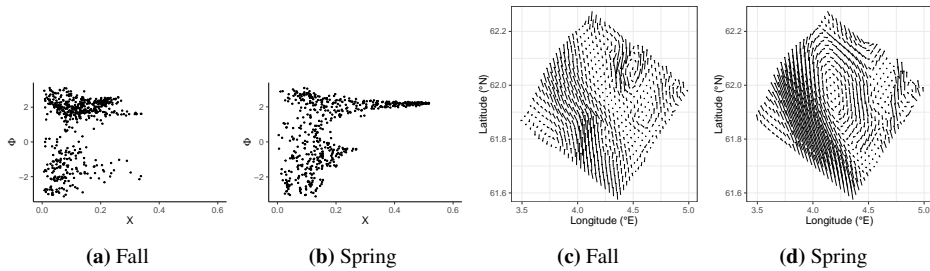 2
0
−2
Φ
0.0 0.2 0.4 0.6
X
(a) Fall
2
0
−2
Φ
0.0 0.2 0.4 0.6
X
(b) Spring
62.2
62.0
61.8
61.6
Latitude (°N)
3.5 4.0 4.5 5.0
Longitude (°E)
(c) Fall
62.2
62.0
61.8
61.6
Latitude (°N)
3.5 4.0 4.5 5.0
Longitude (°E)
(d) Spring